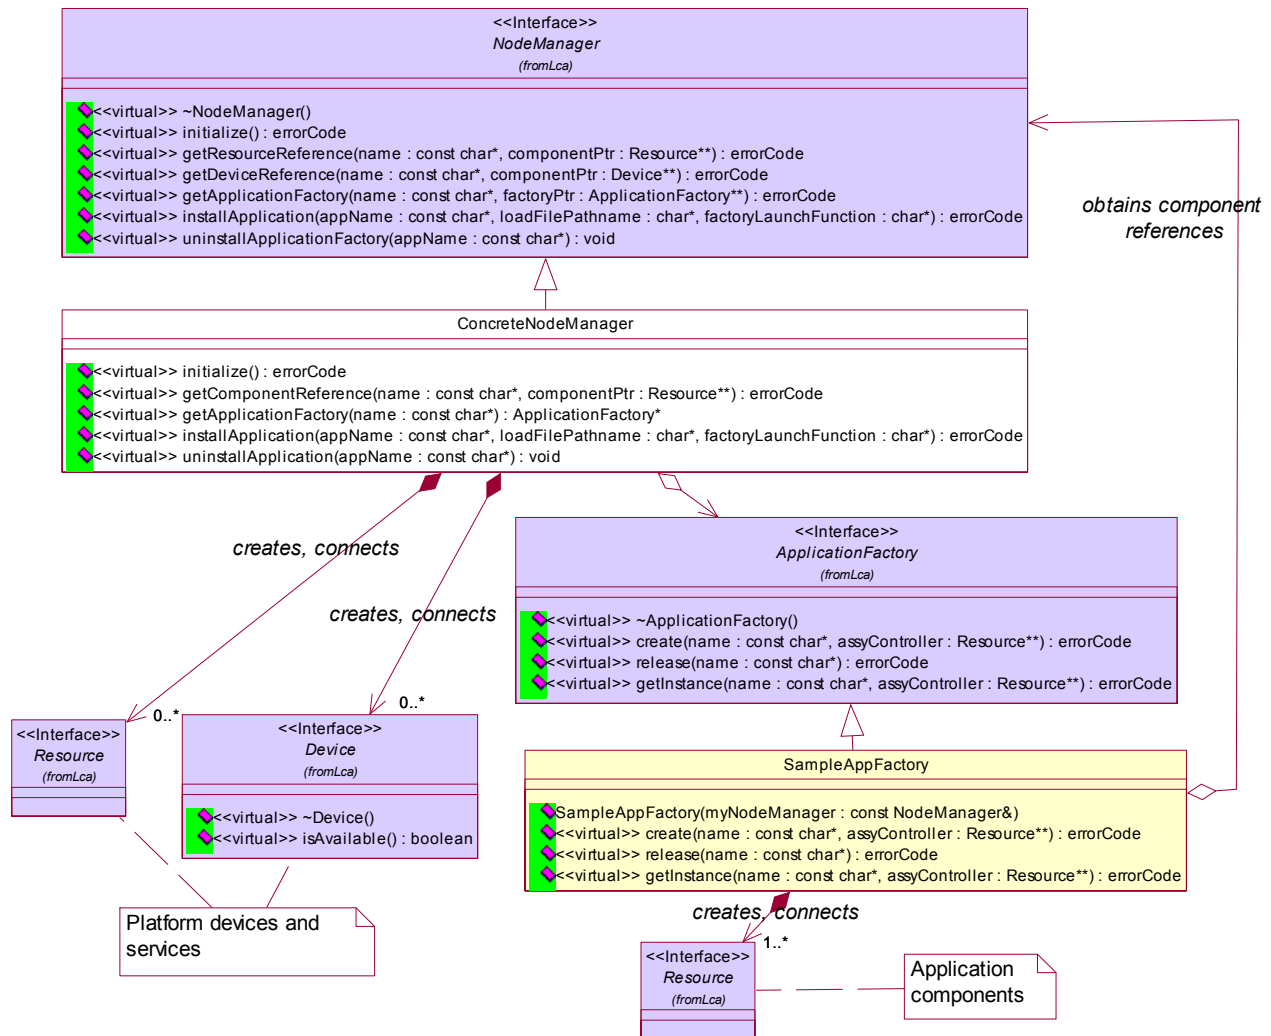 <<Interface>>
NodeManager
(fromLca)
<<virtual>> ~NodeManager()
<<virtual>> initialize() : errorCode
<<virtual>> getResourceReference(name : const char*, componentPtr : Resource**) : errorCode
<<virtual>> getDeviceReference(name : const char*, componentPtr : Device**) : errorCode
<<virtual>> getApplicationFactory(name : const char*, factoryPtr : ApplicationFactory**) : errorCode
<<virtual>> installApplication(appName : const char*, loadFilePathname : char*, factoryLaunchFunction : char*) : errorCode
<<virtual>> uninstallApplicationFactory(appName : const char*) : void
obtains component
references
ConcreteNodeManager
<<virtual>> initialize() : errorCode
<<virtual>> getComponentReference(name : const char*, componentPtr : Resource**) : errorCode
<<virtual>> getApplicationFactory(name : const char*) : ApplicationFactory*
<<virtual>> installApplication(appName : const char*, loadFilePathname : char*, factoryLaunchFunction : char*) : errorCode
<<virtual>> uninstallApplication(appName : const char*) : void
creates, connects
creates, connects
<<Interface>>
ApplicationFactory
(fromLca)
<<virtual>> ~ApplicationFactory()
<<virtual>> create(name : const char*, assyController : Resource**) : errorCode
<<virtual>> release(name : const char*) : errorCode
<<virtual>> getInstance(name : const char*, assyController : Resource**) : errorCode
0..*
0..*
<<Interface>>
Resource
(fromLca)
<<Interface>>
Device
(fromLca)
<<virtual>> ~Device()
<<virtual>> isAvailable() : boolean
SampleAppFactory
SampleAppFactory(myNodeManager : const NodeManager&)
<<virtual>> create(name : const char*, assyController : Resource**) : errorCode
<<virtual>> release(name : const char*) : errorCode
<<virtual>> getInstance(name : const char*, assyController : Resource**) : errorCode
Platform devices and
services
creates, connects
1..*
<<Interface>>
Resource
(fromLca)
Application
components